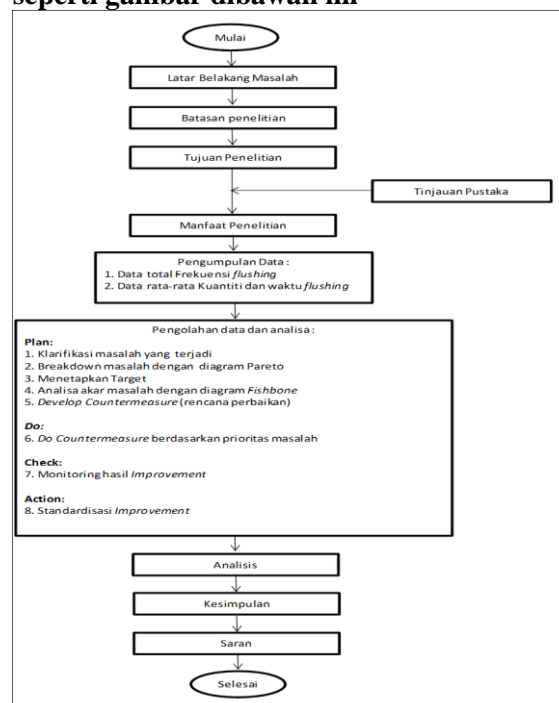 seperti gambar dibawah ini
Mulai
Latar Belakang Masalah
Batasan penelitian
Tujuan Penelitian
Tinjauan Pustaka
Manfaat Penelitian
Pengumpulan Data :
1. Data total Frekuensi flushing
2. Data rata-rata Kuantiti dan waktu flushing
Pengolahan data dan analisa :
Plan:
1. Klarifikasi masalah yang terjadi
2. Breakdown masalah dengan diagram Pareto
3. Menetapkan Target
4. Analisa akar masalah dengan diagram Fishbone
5. Develop Countermeasure (rencana perbaikan)
Do:
6. Do Countermeasure berdasarkan prioritas masalah
Check:
7. Monitoring hasil Improvement
Action:
8. Standardisasi Improvement
Analisis
Kesimpulan
Saran
Selesai